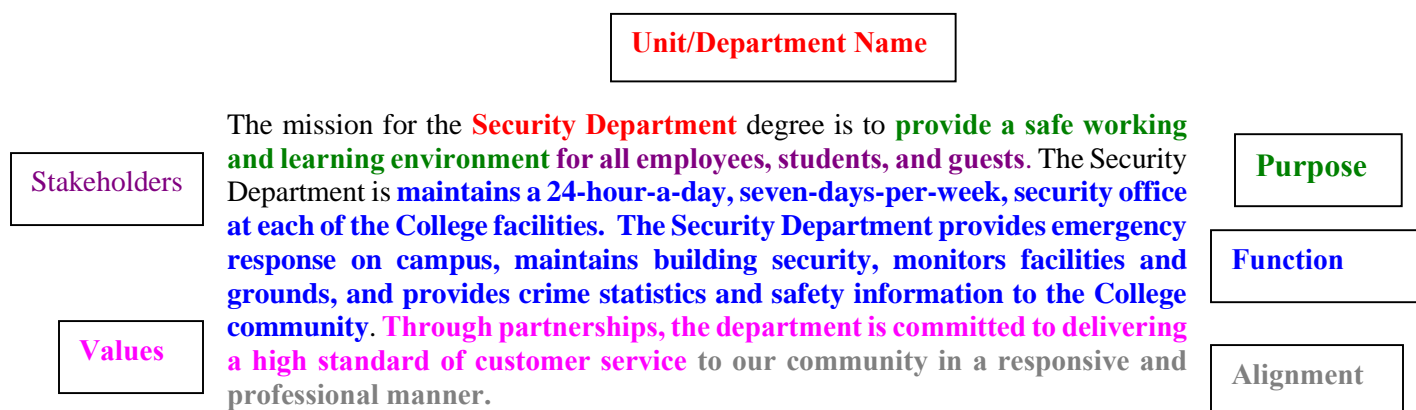 Unit/Department Name
The mission for the Security Department degree is to provide a safe working
and learning environment for all employees, students, and guests. The Security
Department is maintains a 24-hour-a-day, seven-days-per-week, security office
at each of the College facilities. The Security Department provides emergency
response on campus, maintains building security, monitors facilities and
grounds, and provides crime statistics and safety information to the College
community. Through partnerships, the department is committed to delivering
a high standard of customer service to our community in a responsive and
professional manner.
Stakeholders
Values
Purpose
Function
Alignment